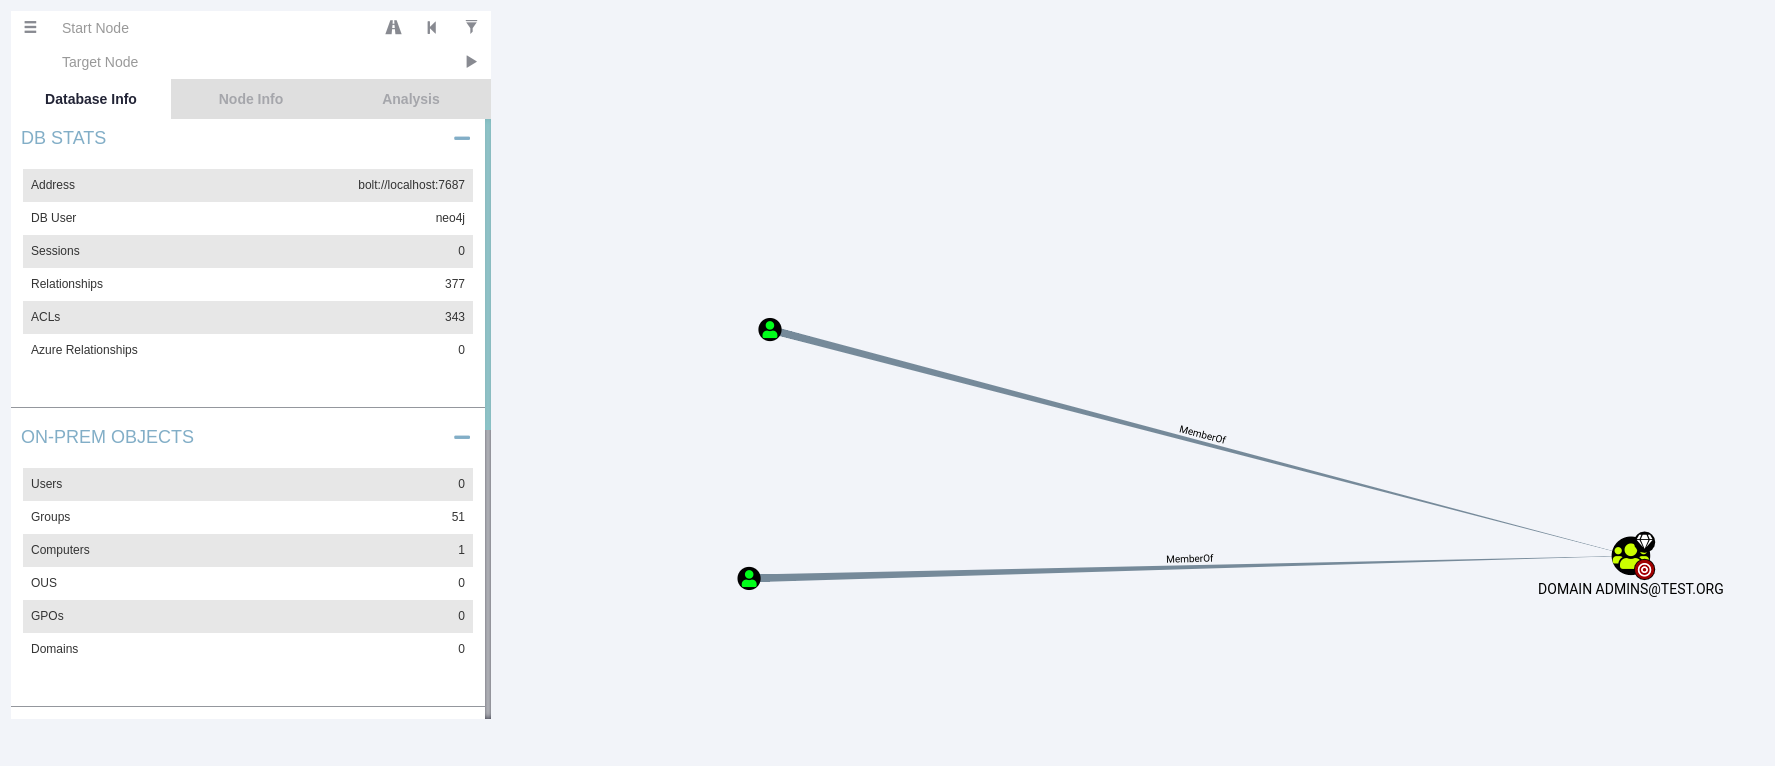 Start Node
Target Node
Database Info Node Info Analysis
DB STATS
Address bolt://localhost:7687
DB User neo4j
Sessions 0
Relationships 377
ACLs 343
Azure Relationships 0
ON-PREM OBJECTS
Users 0
Groups 51
Computers 1
OUS 0
GPOs 0
Domains 0
MemberOf
MemberOf
DOMAIN ADMINS@TEST.ORG